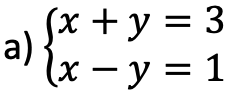 a) {x + y = 3
x − y = 1